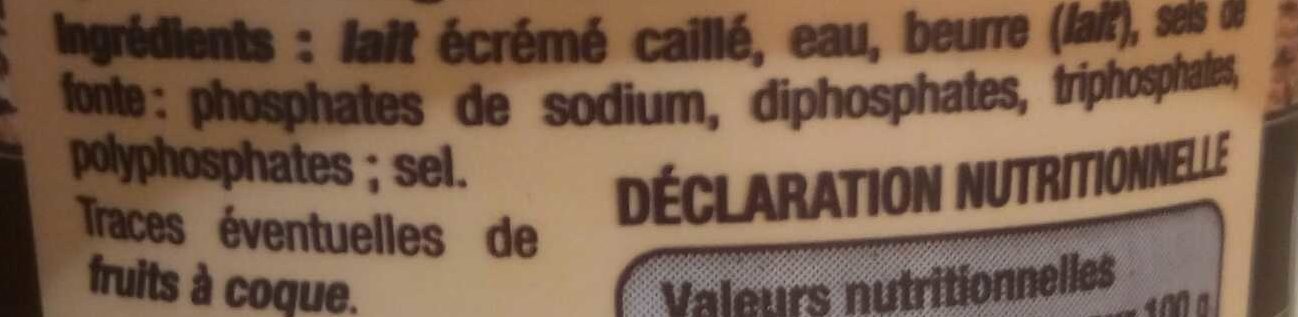 Ingrédients : lait écrémé caillé, eau, beurre (lait), sels de
fonte : phosphates de sodium, diphosphates, triphosphates,
polyphosphates ; sel.
Traces éventuelles de
fruits à coque.
DÉCLARATION NUTRITIONNELLE
Valeurs nutritionnelles
100 g